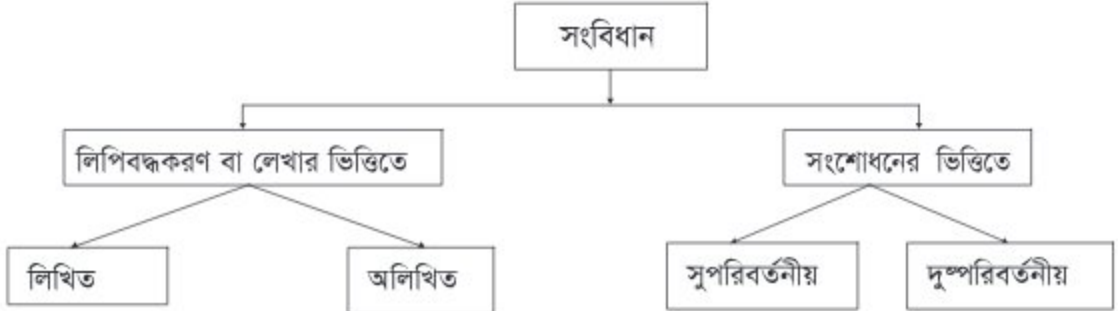 সংবিধান
লিপিবদ্ধকরণ বা লেখার ভিত্তিতে
সংশোধনের ভিত্তিতে
লিখিত
অলিখিত
সুপরিবর্তনীয়
দুষ্পরিবর্তনীয়